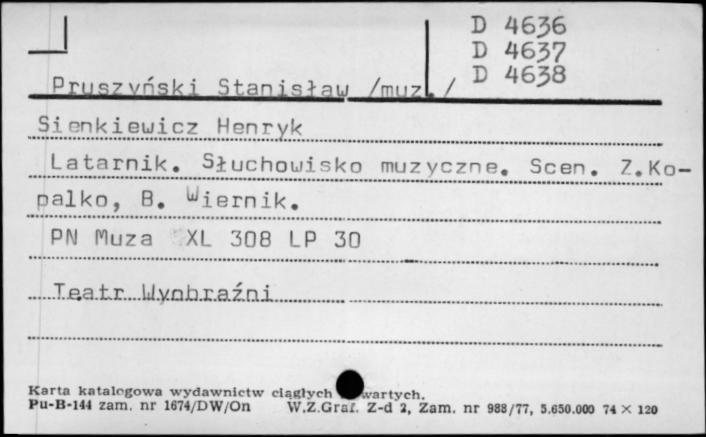 D 4636
D 4637
D 4638
Pruszyński Stanisław /muz./
Sienkiewicz Henryk
Latarnik. Słuchowisko muzyczne. Scen. Z.Ko-
palko, B. Wiernik.
PN Muza XL 308 LP 30
Teatr Wyobraźni
Karta katalogowa wydawnictw ciągłych wartych.
Pu-B-144 zam. nr 1674/DW/On W.Z.Graf. Z-d 2, Zam. nr 988/77, 5.650.000 74 × 120